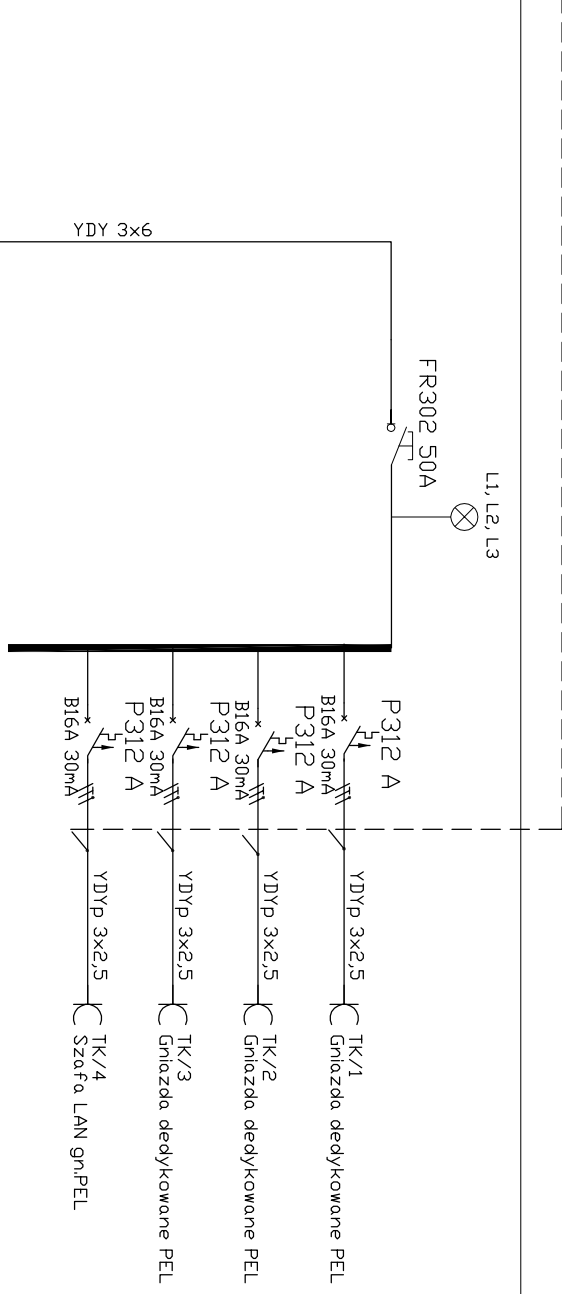 YDY 3x6
FR302 50A
L1, L2, L3
P312 A
B16A 30mA
YDYp 3x2,5
TK/1
Gniazda dedykowane PEL
P312 A
B16A 30mA
YDYp 3x2,5
TK/2
Gniazda dedykowane PEL
P312 A
B16A 30mA
YDYp 3x2,5
TK/3
Gniazda dedykowane PEL
P312 A
B16A 30mA
YDYp 3x2,5
TK/4
Szafa LAN gn.PEL